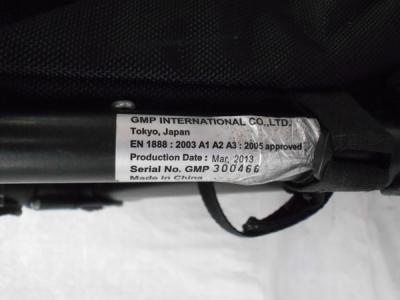 GMP INTERNATIONAL CO.,LTD.
Tokyo, Japan
EN 1888 : 2003 A1 A2 A3 : 2005 approved
Production Date : Mar, 2013
Serial No. GMP 300466
Made in China